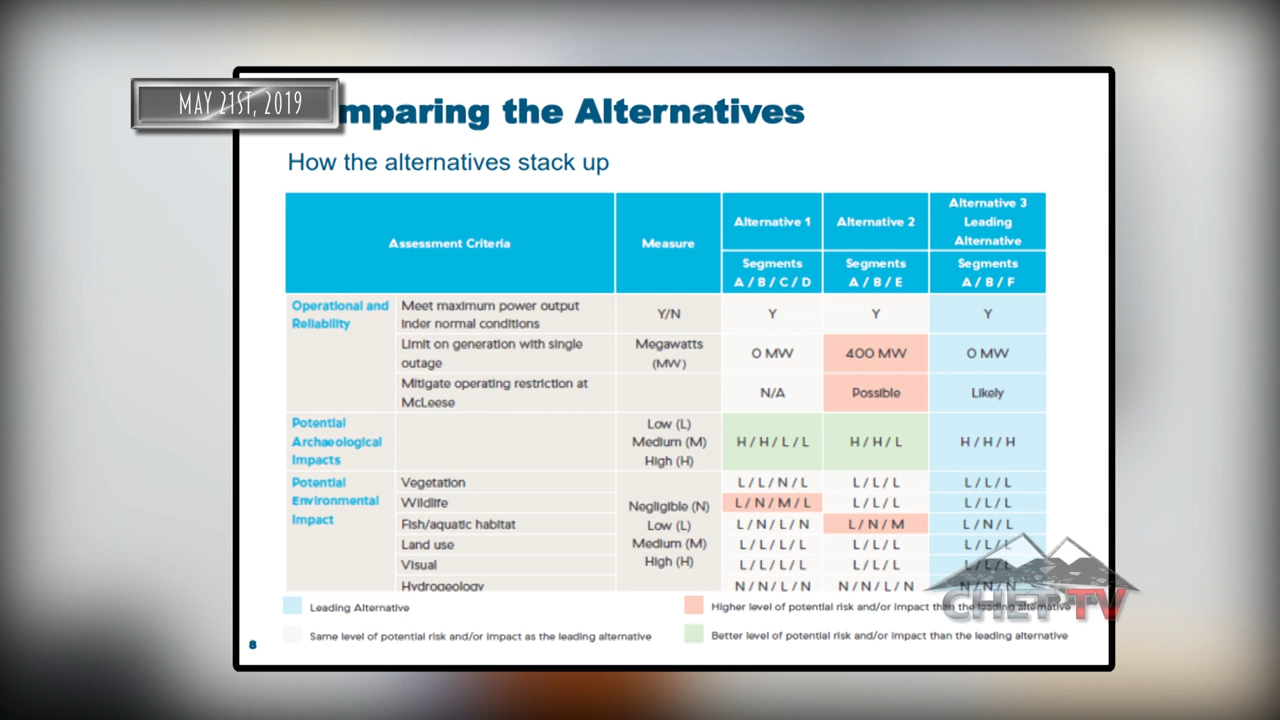 MAY 21ST, 2019
mparing the Alternatives
How the alternatives stack up
Assessment Criteria
Measure
Alternative 1
Alternative 2
Alternative 3
Leading
Alternative
Segments
A / B / C / D
Segments
A / B / E
Segments
A / B / F
Operational and
Reliability
Meet maximum power output
inder normal conditions
Y/N
Y
Y
Y
Limit on generation with single
outage
Megawatts
(MW)
0 MW
400 MW
0 MW
Mitigate operating restriction at
McLeese
N/A
Possible
Likely
Potential
Archaeological
Impacts
Low (L)
Medium (M)
High (H)
H / H / L / L
H / H / L
H / H / H
Potential
Environmental
Impact
Negligible (N)
Low (L)
Medium (M)
High (H)
Vegetation
L / L / N / L
L / L / L
L / L / L
Wildlife
L / N / M / L
L / L / L
L / L / L
Fish/aquatic habitat
L / N / L / N
L / N / M
L / N / L
Land use
L / L / L / L
L / L / L
L / L / L
Visual
L / L / L / L
L / L / L
L / L / L
Hydrogeology
N / N / L / N
N / N / L / N
N / N / N
Leading Alternative
Higher level of potential risk and/or impact than the leading alternative
Same level of potential risk and/or impact as the leading alternative
Better level of potential risk and/or impact than the leading alternative
8
CHET TV